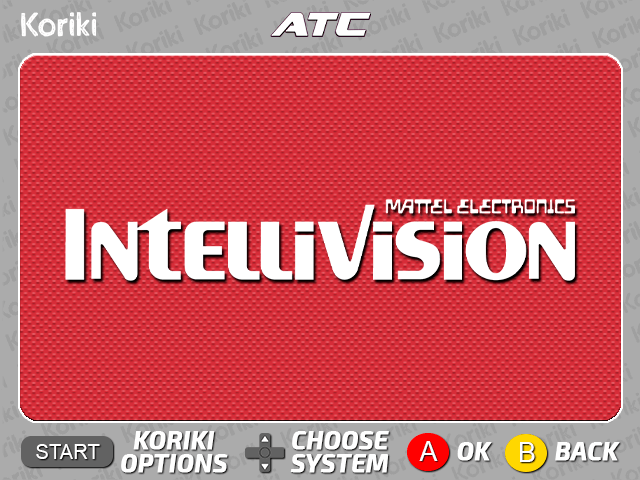 Koriki
ATC
MATTEL ELECTRONICS
INTELLIVISION
START
KORIKI
OPTIONS
CHOOSE
SYSTEM
A OK
B BACK